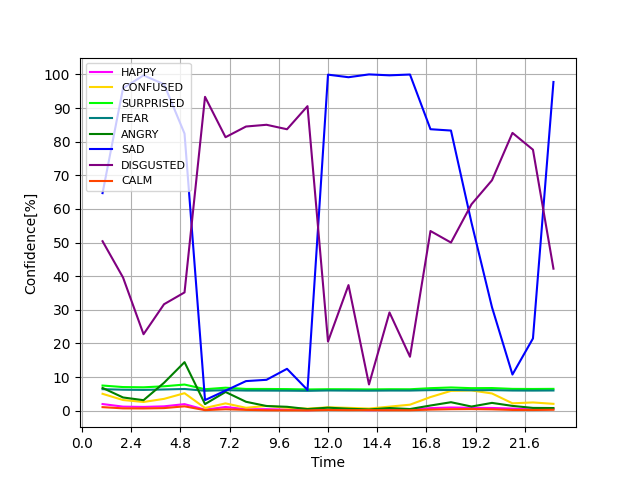 HAPPY
CONFUSED
SURPRISED
FEAR
ANGRY
SAD
DISGUSTED
CALM
100
90
80
70
60
50
40
30
20
10
0
Confidence[%]
0.0 2.4 4.8 7.2 9.6 12.0 14.4 16.8 19.2 21.6
Time